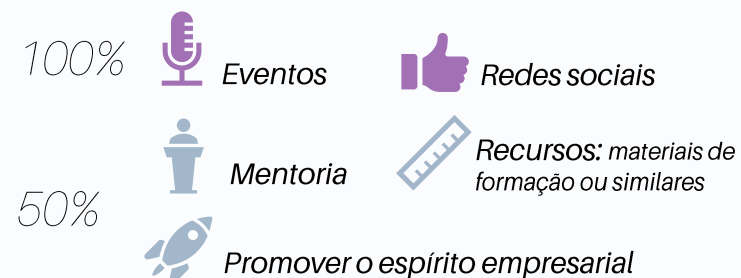 100%
Eventos
Redes sociais
Mentoria
Recursos: materiais de
formação ou similares
50%
Promover o espírito empresarial